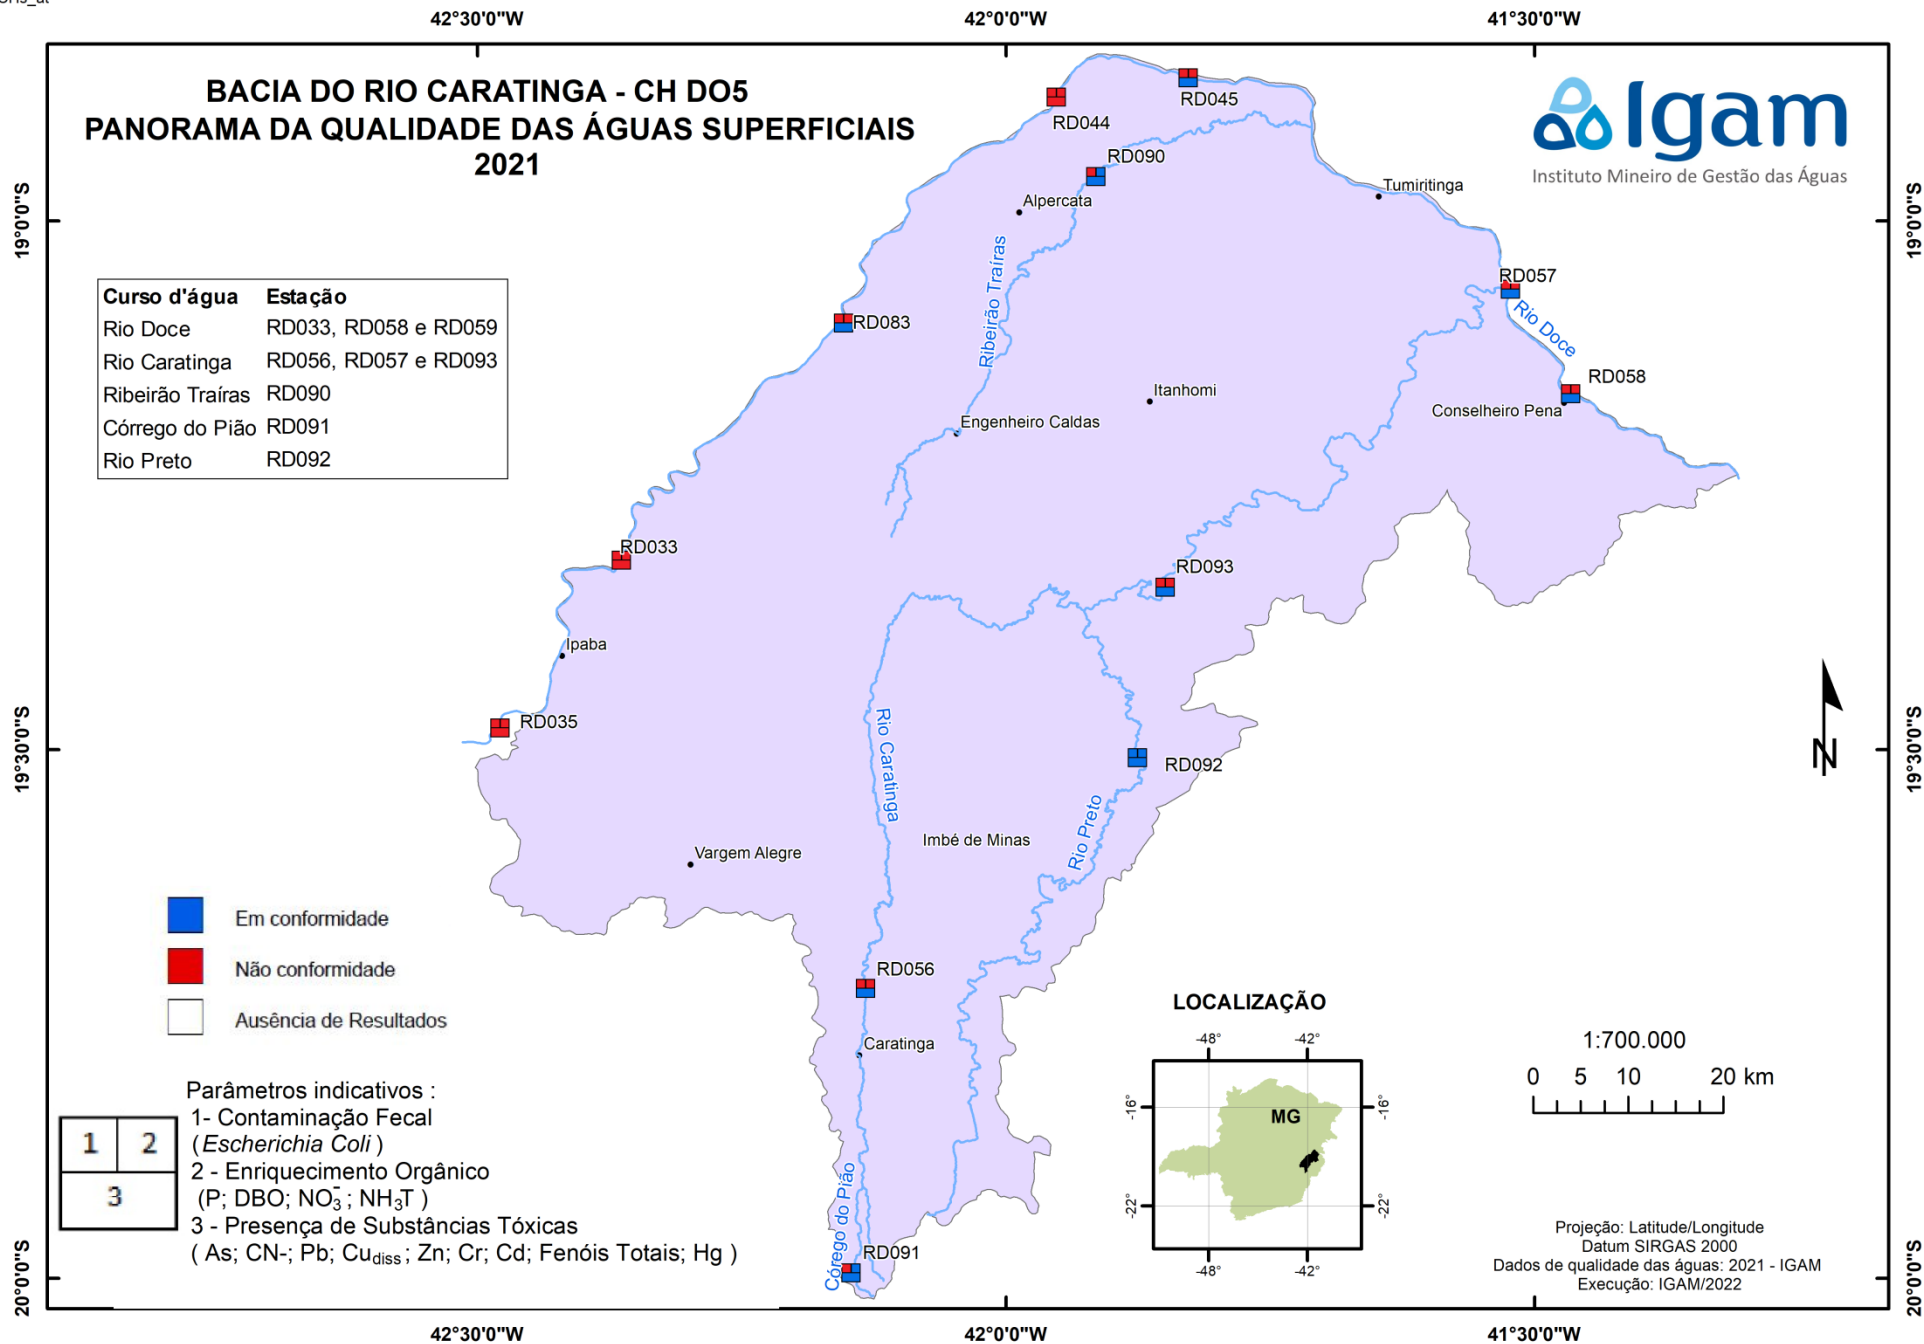 42°30'0"W 42°0'0"W 41°30'0"W
BACIA DO RIO CARATINGA - CH DO5
PANORAMA DA QUALIDADE DAS ÁGUAS SUPERFICIAIS
2021
Igam
Instituto Mineiro de Gestão das Águas
19°0'0"S
19°0'0"S
Curso d'água Estação
Rio Doce RD033, RD058 e RD059
Rio Caratinga RD056, RD057 e RD093
Ribeirão Traíras RD090
Córrego do Pião RD091
Rio Preto RD092
RD045
RD044
RD090
Tumiritinga
Alpercata
Ribeirão Traíras
RD057
Rio Doce
RD083
RD058
Itanhomi
Conselheiro Pena
Engenheiro Caldas
RD033
RD093
Ipaba
RD035
Rio Caratinga
19°30'0"S
19°30'0"S
N
RD092
Rio Preto
Imbé de Minas
Vargem Alegre
RD056
Caratinga
Córrego do Pião
RD091
Em conformidade
Não conformidade
Ausência de Resultados
Parâmetros indicativos :
1 2
3
1- Contaminação Fecal
(Escherichia Coli )
2 - Enriquecimento Orgânico
(P; DBO; NO₃⁻; NH₃T )
3 - Presença de Substâncias Tóxicas
( As; CN-; Pb; Cu diss ; Zn; Cr; Cd; Fenóis Totais; Hg )
LOCALIZAÇÃO
-48° -42°
-16° -16°
MG
-22° -22°
-48° -42°
1:700.000
0 5 10 20 km
Projeção: Latitude/Longitude
Datum SIRGAS 2000
Dados de qualidade das águas: 2021 - IGAM
Execução: IGAM/2022
20°0'0"S
20°0'0"S
42°30'0"W 42°0'0"W 41°30'0"W